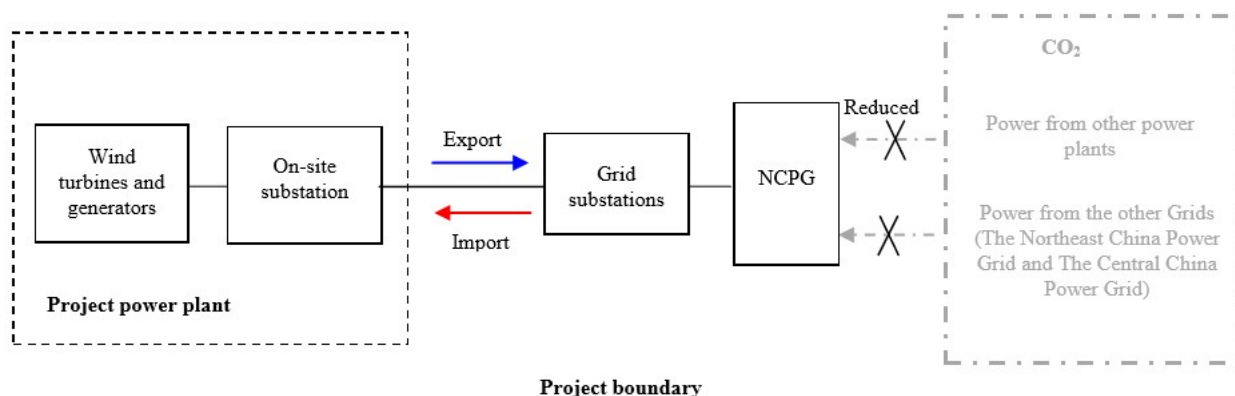 Wind
turbines and
generators
On-site
substation
Project power plant
Export
Import
Grid
substations
NCPG
Reduced
CO₂
Power from other power
plants
Power from the other Grids
(The Northeast China Power
Grid and The Central China
Power Grid)
Project boundary